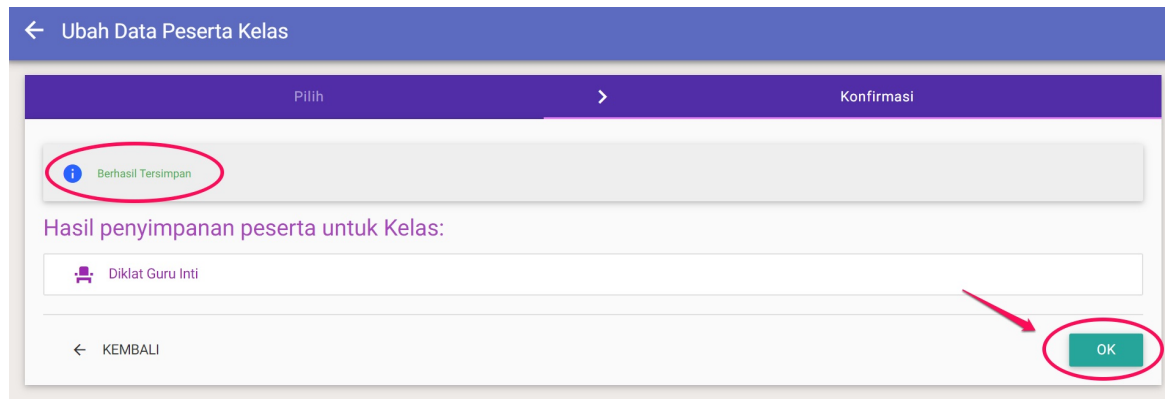 Ubah Data Peserta Kelas
Pilih
Konfirmasi
Berhasil Tersimpan
Hasil penyimpanan peserta untuk Kelas:
Diklat Guru Inti
KEMBALI
OK